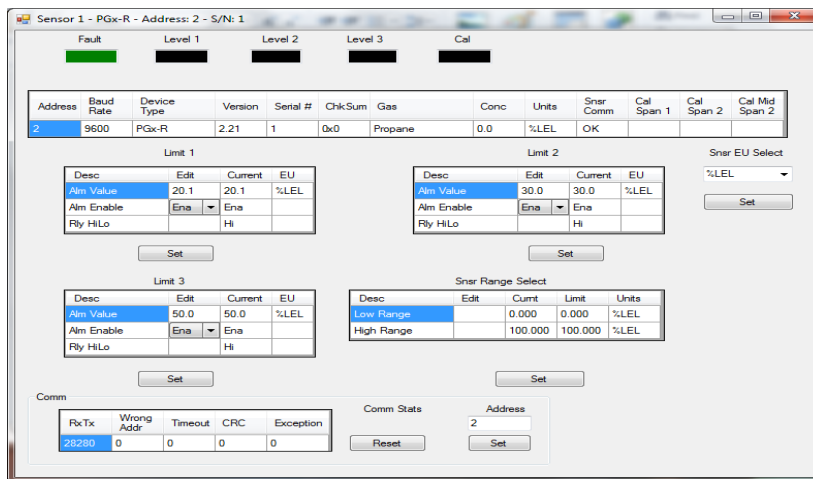 Sensor 1 - PGx-R - Address: 2 - S/N: 1
Fault Level 1 Level 2 Level 3 Cal
Address Baud Rate Device Type Version Serial # ChkSum Gas Conc Units Snsr Comm Cal Span 1 Cal Span 2 Cal Mid Span 2
2 9600 PGx-R 2.21 1 0x0 Propane 0.0 %LEL OK
Limit 1
Desc Edit Current EU
Alm Value 20.1 20.1 %LEL
Alm Enable Ena Ena
Rly HiLo Hi
Set
Limit 2
Desc Edit Current EU
Alm Value 30.0 30.0 %LEL
Alm Enable Ena Ena
Rly HiLo Hi
Set
Snsr EU Select
%LEL
Set
Limit 3
Desc Edit Current EU
Alm Value 50.0 50.0 %LEL
Alm Enable Ena Ena
Rly HiLo Hi
Set
Snsr Range Select
Desc Edit Curnt Limit Units
Low Range 0.000 0.000 %LEL
High Range 100.000 100.000 %LEL
Set
Comm
RxTx Wrong Addr Timeout CRC Exception
28280 0 0 0 0
Comm Stats
Reset
Address
2
Set